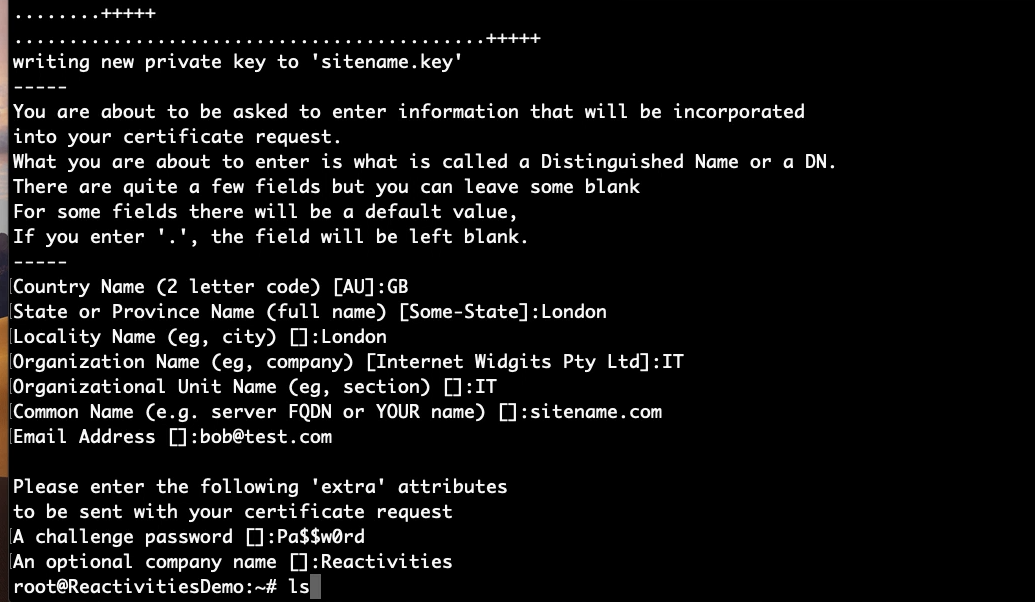 ........+++++
...........................................+++++
writing new private key to 'sitename.key'
-----
You are about to be asked to enter information that will be incorporated
into your certificate request.
What you are about to enter is what is called a Distinguished Name or a DN.
There are quite a few fields but you can leave some blank
For some fields there will be a default value,
If you enter '.', the field will be left blank.
-----
Country Name (2 letter code) [AU]:GB
State or Province Name (full name) [Some-State]:London
Locality Name (eg, city) []:London
Organization Name (eg, company) [Internet Widgits Pty Ltd]:IT
Organizational Unit Name (eg, section) []:IT
Common Name (e.g. server FQDN or YOUR name) []:sitename.com
Email Address []:bob@test.com

Please enter the following 'extra' attributes
to be sent with your certificate request
A challenge password []:Pa$$w0rd
An optional company name []:Reactivities
root@ReactivitiesDemo:~# ls